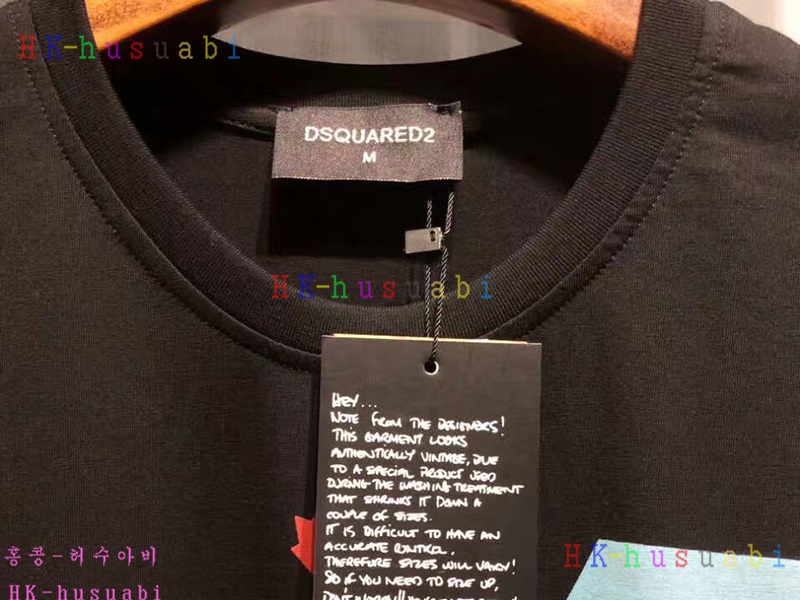 HK-husuabi
DSQUARED2
M
HK-husuabi
HEY...
NOTE FROM THE DESIGNERS!
THIS GARMENT LOOKS
AUTHENTICALLY VINTAGE, DUE
TO A SPECIAL PRODUCT USED
DURING THE WASHING TREATMENT
THAT SHRINKS IT DOWN A
COUPLE OF SIZES.
IT IS DIFFICULT TO HAVE AN
ACCURATE CONTROL.
THEREFORE SIZES WILL VARY!
SO IF YOU NEED TO SIZE UP,
DON'T WORRY!!
홍콩-허수아비
HK-husuabi
HK-husuabi